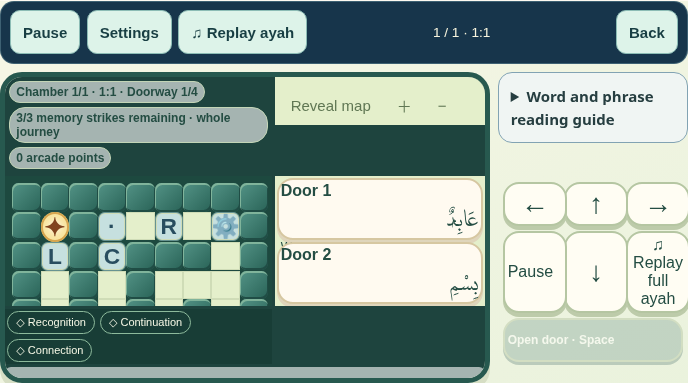 Pause Settings ♫ Replay ayah 1 / 1 · 1:1 Back
Chamber 1/1 · 1:1 · Doorway 1/4
3/3 memory strikes remaining · whole
journey
0 arcade points
Reveal map + −
Door 1
عَابِدٌ
Door 2
بِسْمِ
· R
L C
◇ Recognition ◇ Continuation
◇ Connection
▶ Word and phrase
reading guide
← ↑ →
Pause ↓ ♫
Replay
full
ayah
Open door · Space